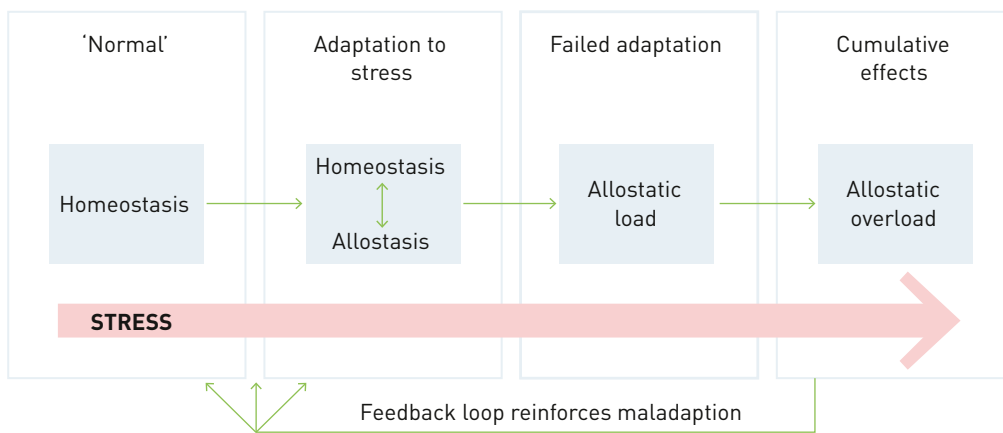 ‘Normal’
Adaptation to
stress
Failed adaptation
Cumulative
effects
Homeostasis
Homeostasis
Allostasis
Allostatic
load
Allostatic
overload
STRESS
Feedback loop reinforces maladaption